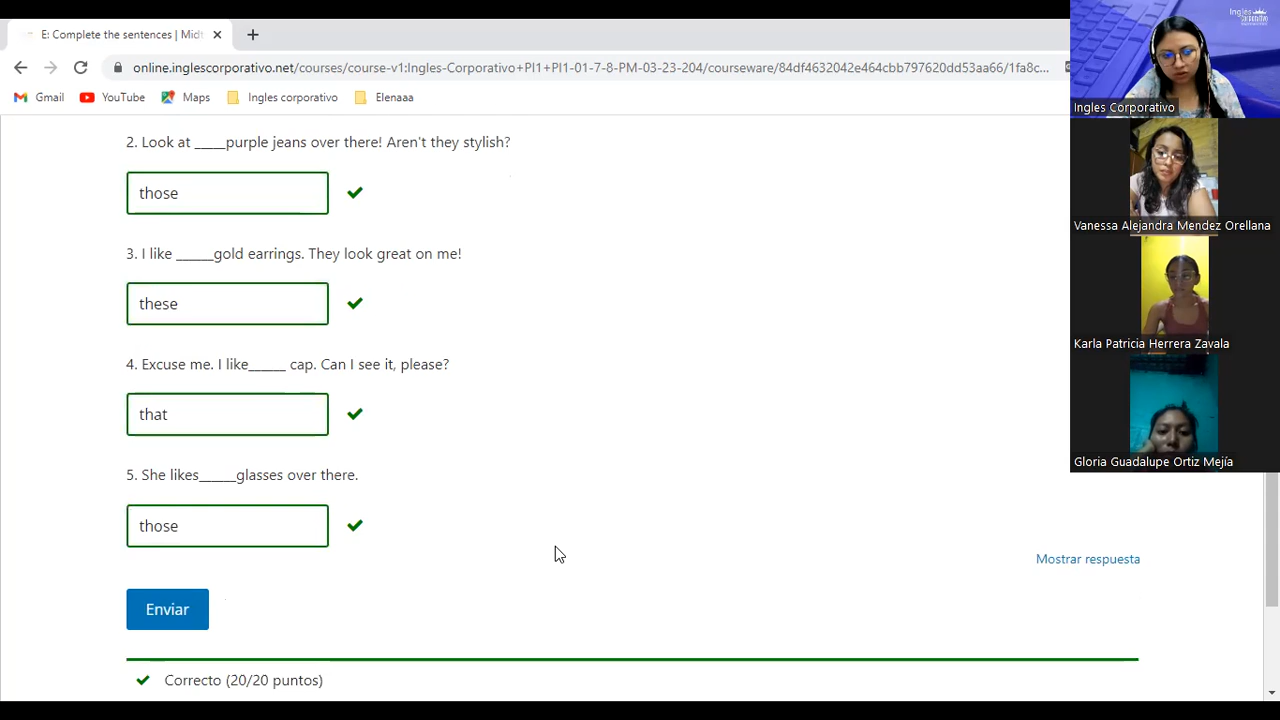 E: Complete the sentences | Mid
online.inglescorporativo.net/courses/course-v1:Ingles-Corporativo+PI1+PI1-01-7-8-PM-03-23-204/courseware/84df4632042e464cbb797620dd53aa66/1fa8c...
Gmail
YouTube
Maps
Ingles corporativo
Elenaaa
2. Look at _____purple jeans over there! Aren't they stylish?
those
3. I like ______gold earrings. They look great on me!
these
4. Excuse me. I like______ cap. Can I see it, please?
that
5. She likes______glasses over there.
those
Mostrar respuesta
Enviar
Correcto (20/20 puntos)
Ingles
Ingles Corporativo
Vanessa Alejandra Mendez Orellana
Karla Patricia Herrera Zavala
Gloria Guadalupe Ortiz Mejía